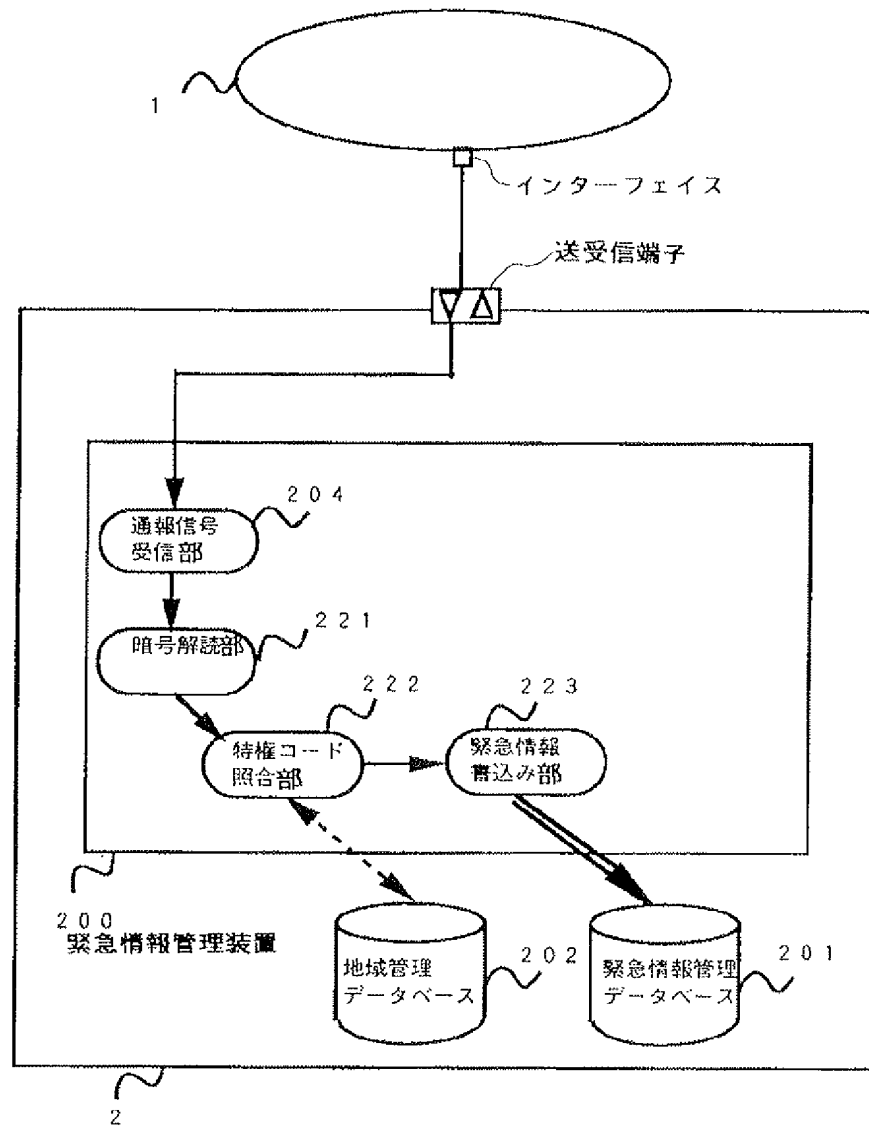 1
インターフェイス
送受信端子
204
通報信号
受信部
221
暗号解読部
222
特権コード
照合部
223
緊急情報
書込み部
200
緊急情報管理装置
地域管理
データベース
202
緊急情報管理
データベース
201
2